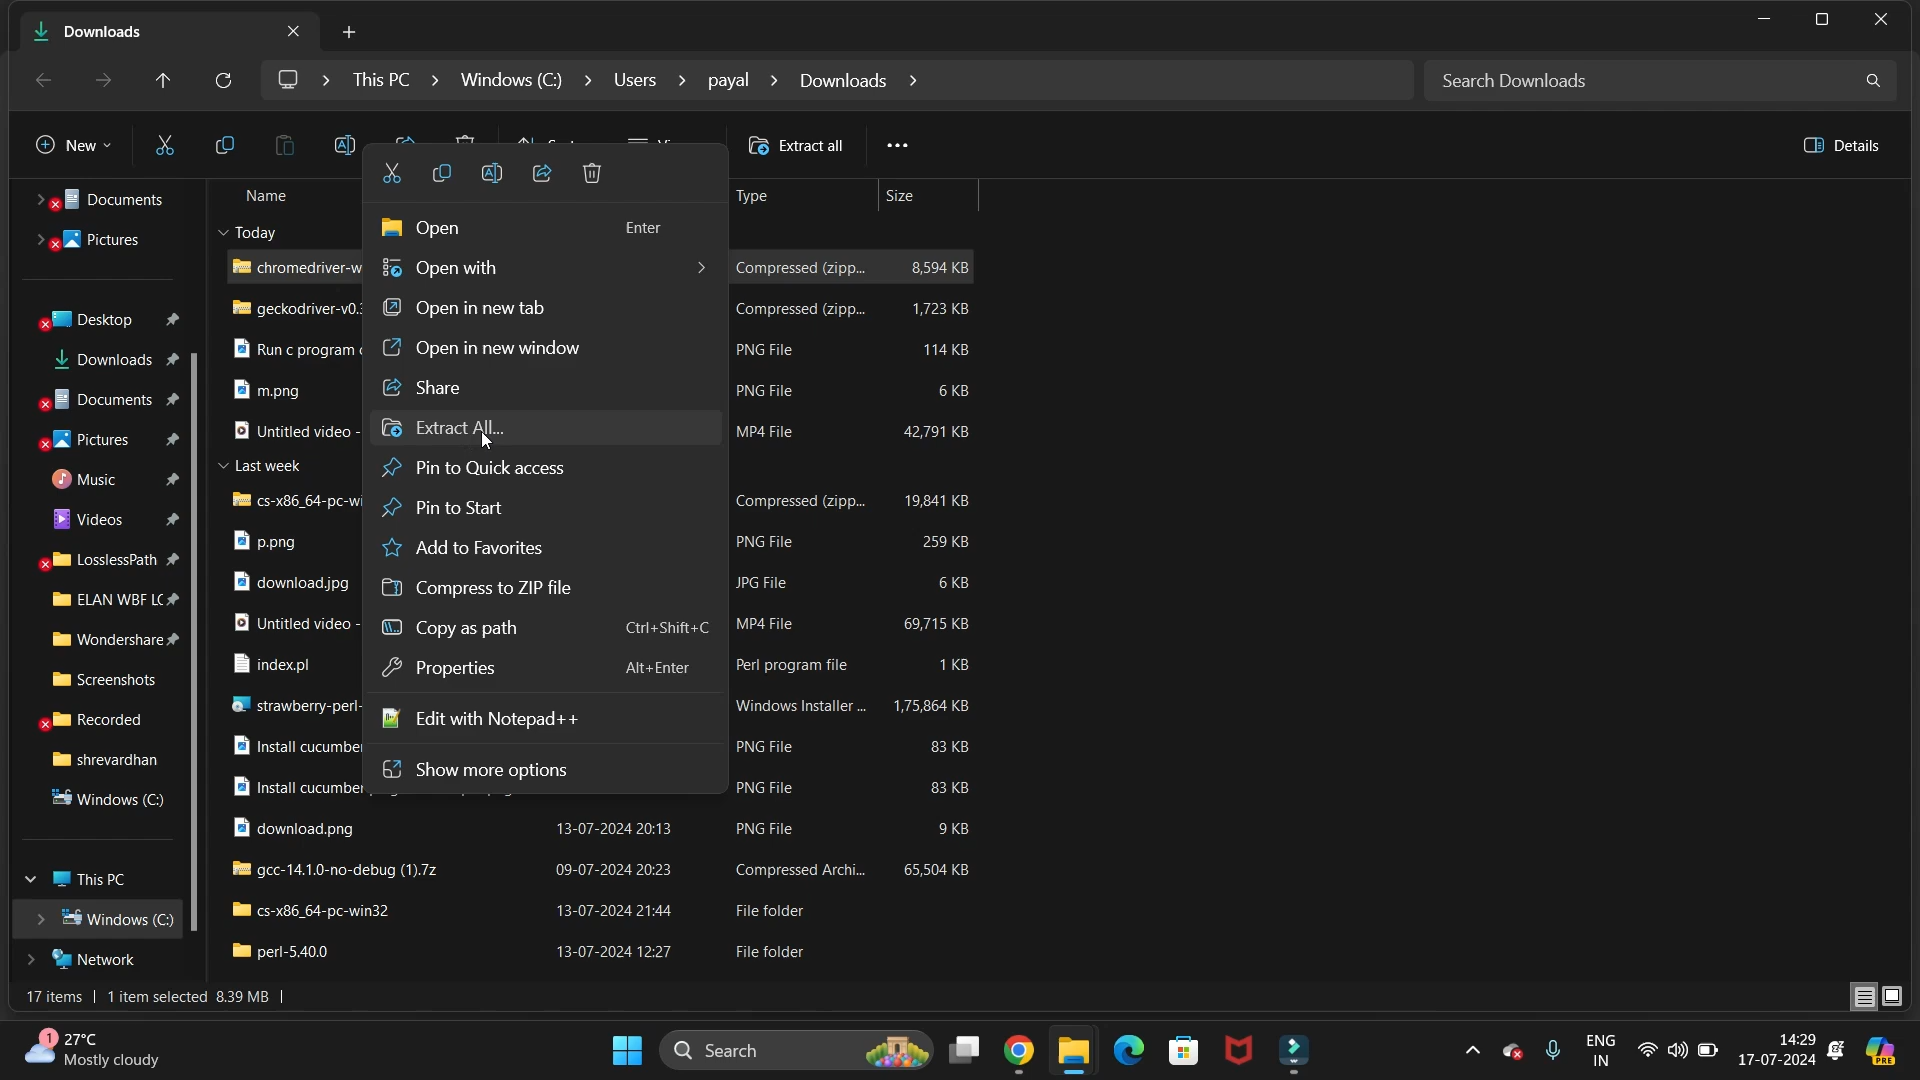 Downloads
This PC > Windows (C:) > Users > payal > Downloads >
Search Downloads
New
Extract all
Details
Documents
Pictures
Desktop
Downloads
Documents
Pictures
Music
Videos
LosslessPath
ELAN WBF LC
Wondershare
Screenshots
Recorded
shrevardhan
Windows (C:)
This PC
Windows (C:)
Network
Name Type Size
Today
chromedriver-w Compressed (zipp... 8,594 KB
geckodriver-v0.3 Compressed (zipp... 1,723 KB
Run c program PNG File 114 KB
m.png PNG File 6 KB
Untitled video - MP4 File 42,791 KB
Last week
cs-x86_64-pc-wi Compressed (zipp... 19,841 KB
p.png PNG File 259 KB
download.jpg JPG File 6 KB
Untitled video - MP4 File 69,715 KB
index.pl Perl program file 1 KB
strawberry-perl- Windows Installer ... 1,75,864 KB
Install cucumber PNG File 83 KB
Install cucumber PNG File 83 KB
download.png 13-07-2024 20:13 PNG File 9 KB
gcc-14.1.0-no-debug (1).7z 09-07-2024 20:23 Compressed Archi... 65,504 KB
cs-x86_64-pc-win32 13-07-2024 21:44 File folder
perl-5.40.0 13-07-2024 12:27 File folder
Open Enter
Open with
Open in new tab
Open in new window
Share
Extract All...
Pin to Quick access
Pin to Start
Add to Favorites
Compress to ZIP file
Copy as path Ctrl+Shift+C
Properties Alt+Enter
Edit with Notepad++
Show more options
17 items | 1 item selected 8.39 MB |
1
27°C
Mostly cloudy
Search
ENG
IN
14:29
17-07-2024
PRE